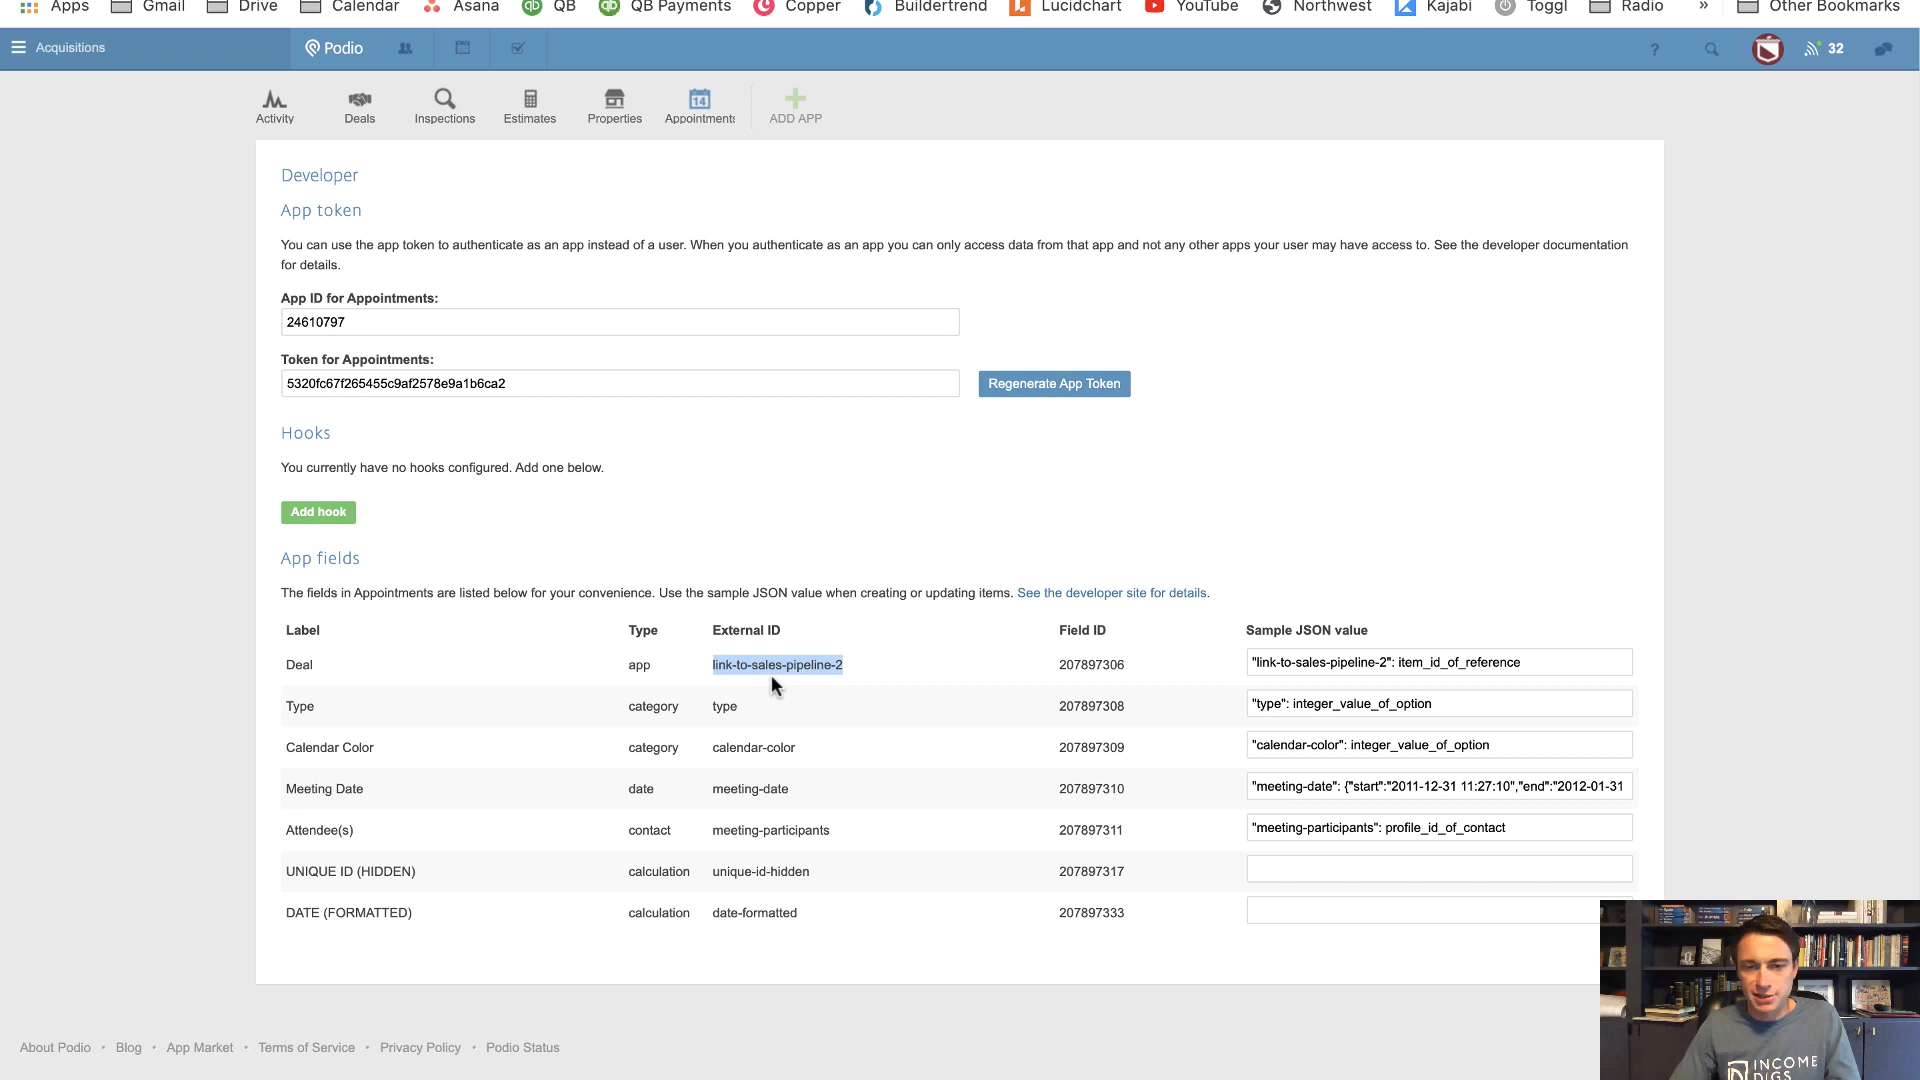 Apps Gmail Drive Calendar Asana QB QB Payments Copper Buildertrend Lucidchart YouTube Northwest Kajabi Toggl Radio » Other Bookmarks
Acquisitions Podio ? 32
14
Activity Deals Inspections Estimates Properties Appointments ADD APP
Developer
App token
You can use the app token to authenticate as an app instead of a user. When you authenticate as an app you can only access data from that app and not any other apps your user may have access to. See the developer documentation
for details.
App ID for Appointments:
24610797
Token for Appointments:
5320fc67f265455c9af2578e9a1b6ca2 Regenerate App Token
Hooks
You currently have no hooks configured. Add one below.
Add hook
App fields
The fields in Appointments are listed below for your convenience. Use the sample JSON value when creating or updating items. See the developer site for details.
Label Type External ID Field ID Sample JSON value
Deal app link-to-sales-pipeline-2 207897306 "link-to-sales-pipeline-2": item_id_of_reference
Type category type 207897308 "type": integer_value_of_option
Calendar Color category calendar-color 207897309 "calendar-color": integer_value_of_option
Meeting Date date meeting-date 207897310 "meeting-date": {"start":"2011-12-31 11:27:10","end":"2012-01-31
Attendee(s) contact meeting-participants 207897311 "meeting-participants": profile_id_of_contact
UNIQUE ID (HIDDEN) calculation unique-id-hidden 207897317
DATE (FORMATTED) calculation date-formatted 207897333
About Podio • Blog • App Market • Terms of Service • Privacy Policy • Podio Status
INCOME
DIGS